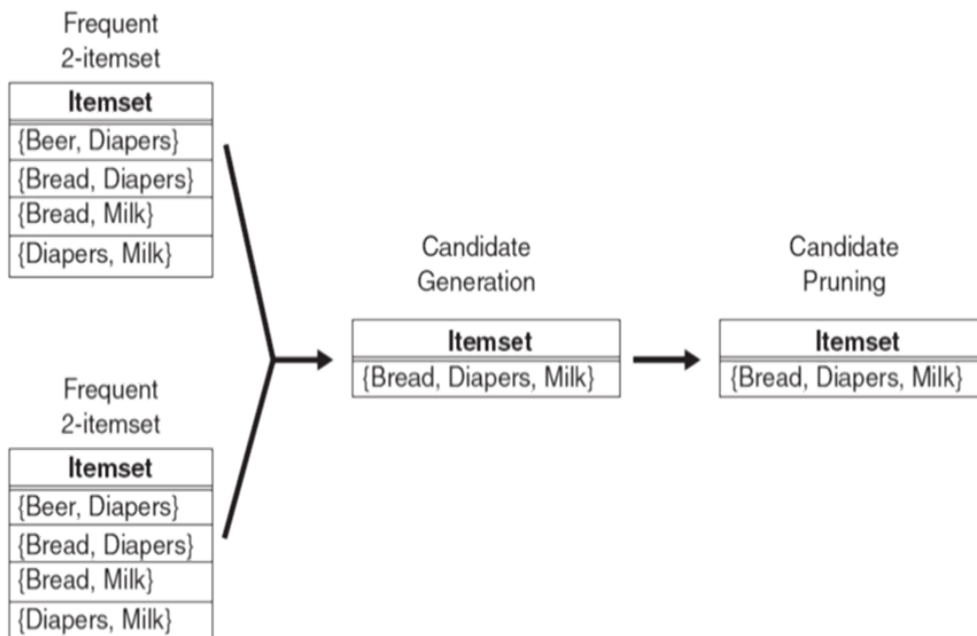 Frequent
2-itemset
Itemset
{Beer, Diapers}
{Bread, Diapers}
{Bread, Milk}
{Diapers, Milk}
Candidate
Generation
Itemset
{Bread, Diapers, Milk}
Candidate
Pruning
Itemset
{Bread, Diapers, Milk}
Frequent
2-itemset
Itemset
{Beer, Diapers}
{Bread, Diapers}
{Bread, Milk}
{Diapers, Milk}